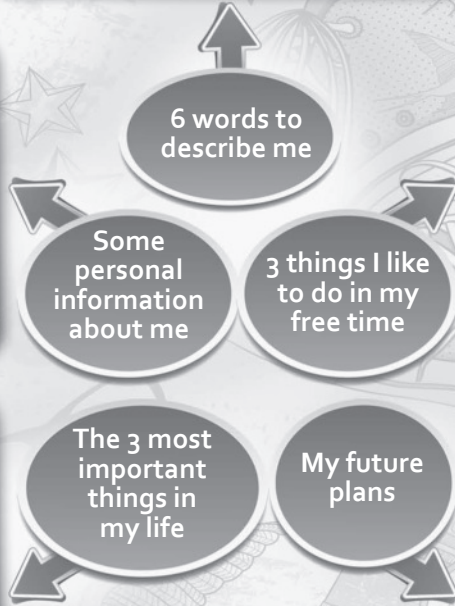 6 words to
describe me
Some
personal
information
about me
3 things I like
to do in my
free time
The 3 most
important
things in
my life
My future
plans